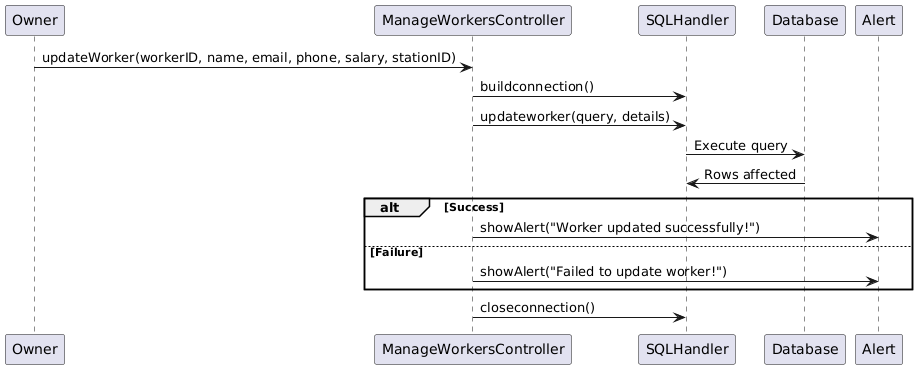 Owner ManageWorkersController SQLHandler Database Alert
updateWorker(workerID, name, email, phone, salary, stationID)
buildconnection()
updateworker(query, details)
Execute query
Rows affected
alt [Success]
showAlert("Worker updated successfully!")
[Failure]
showAlert("Failed to update worker!")
closeconnection()
Owner ManageWorkersController SQLHandler Database Alert